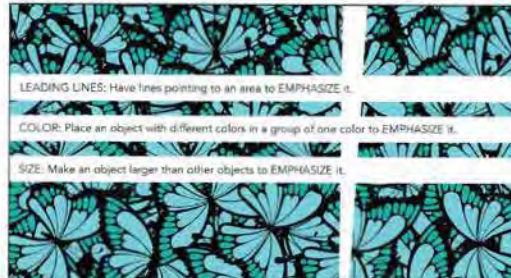 LEADING LINES: Have lines pointing to an area to EMPHASIZE it.
COLOR: Place an object with different colors in a group of one color to EMPHASIZE it.
SIZE: Make an object larger than other objects to EMPHASIZE it.